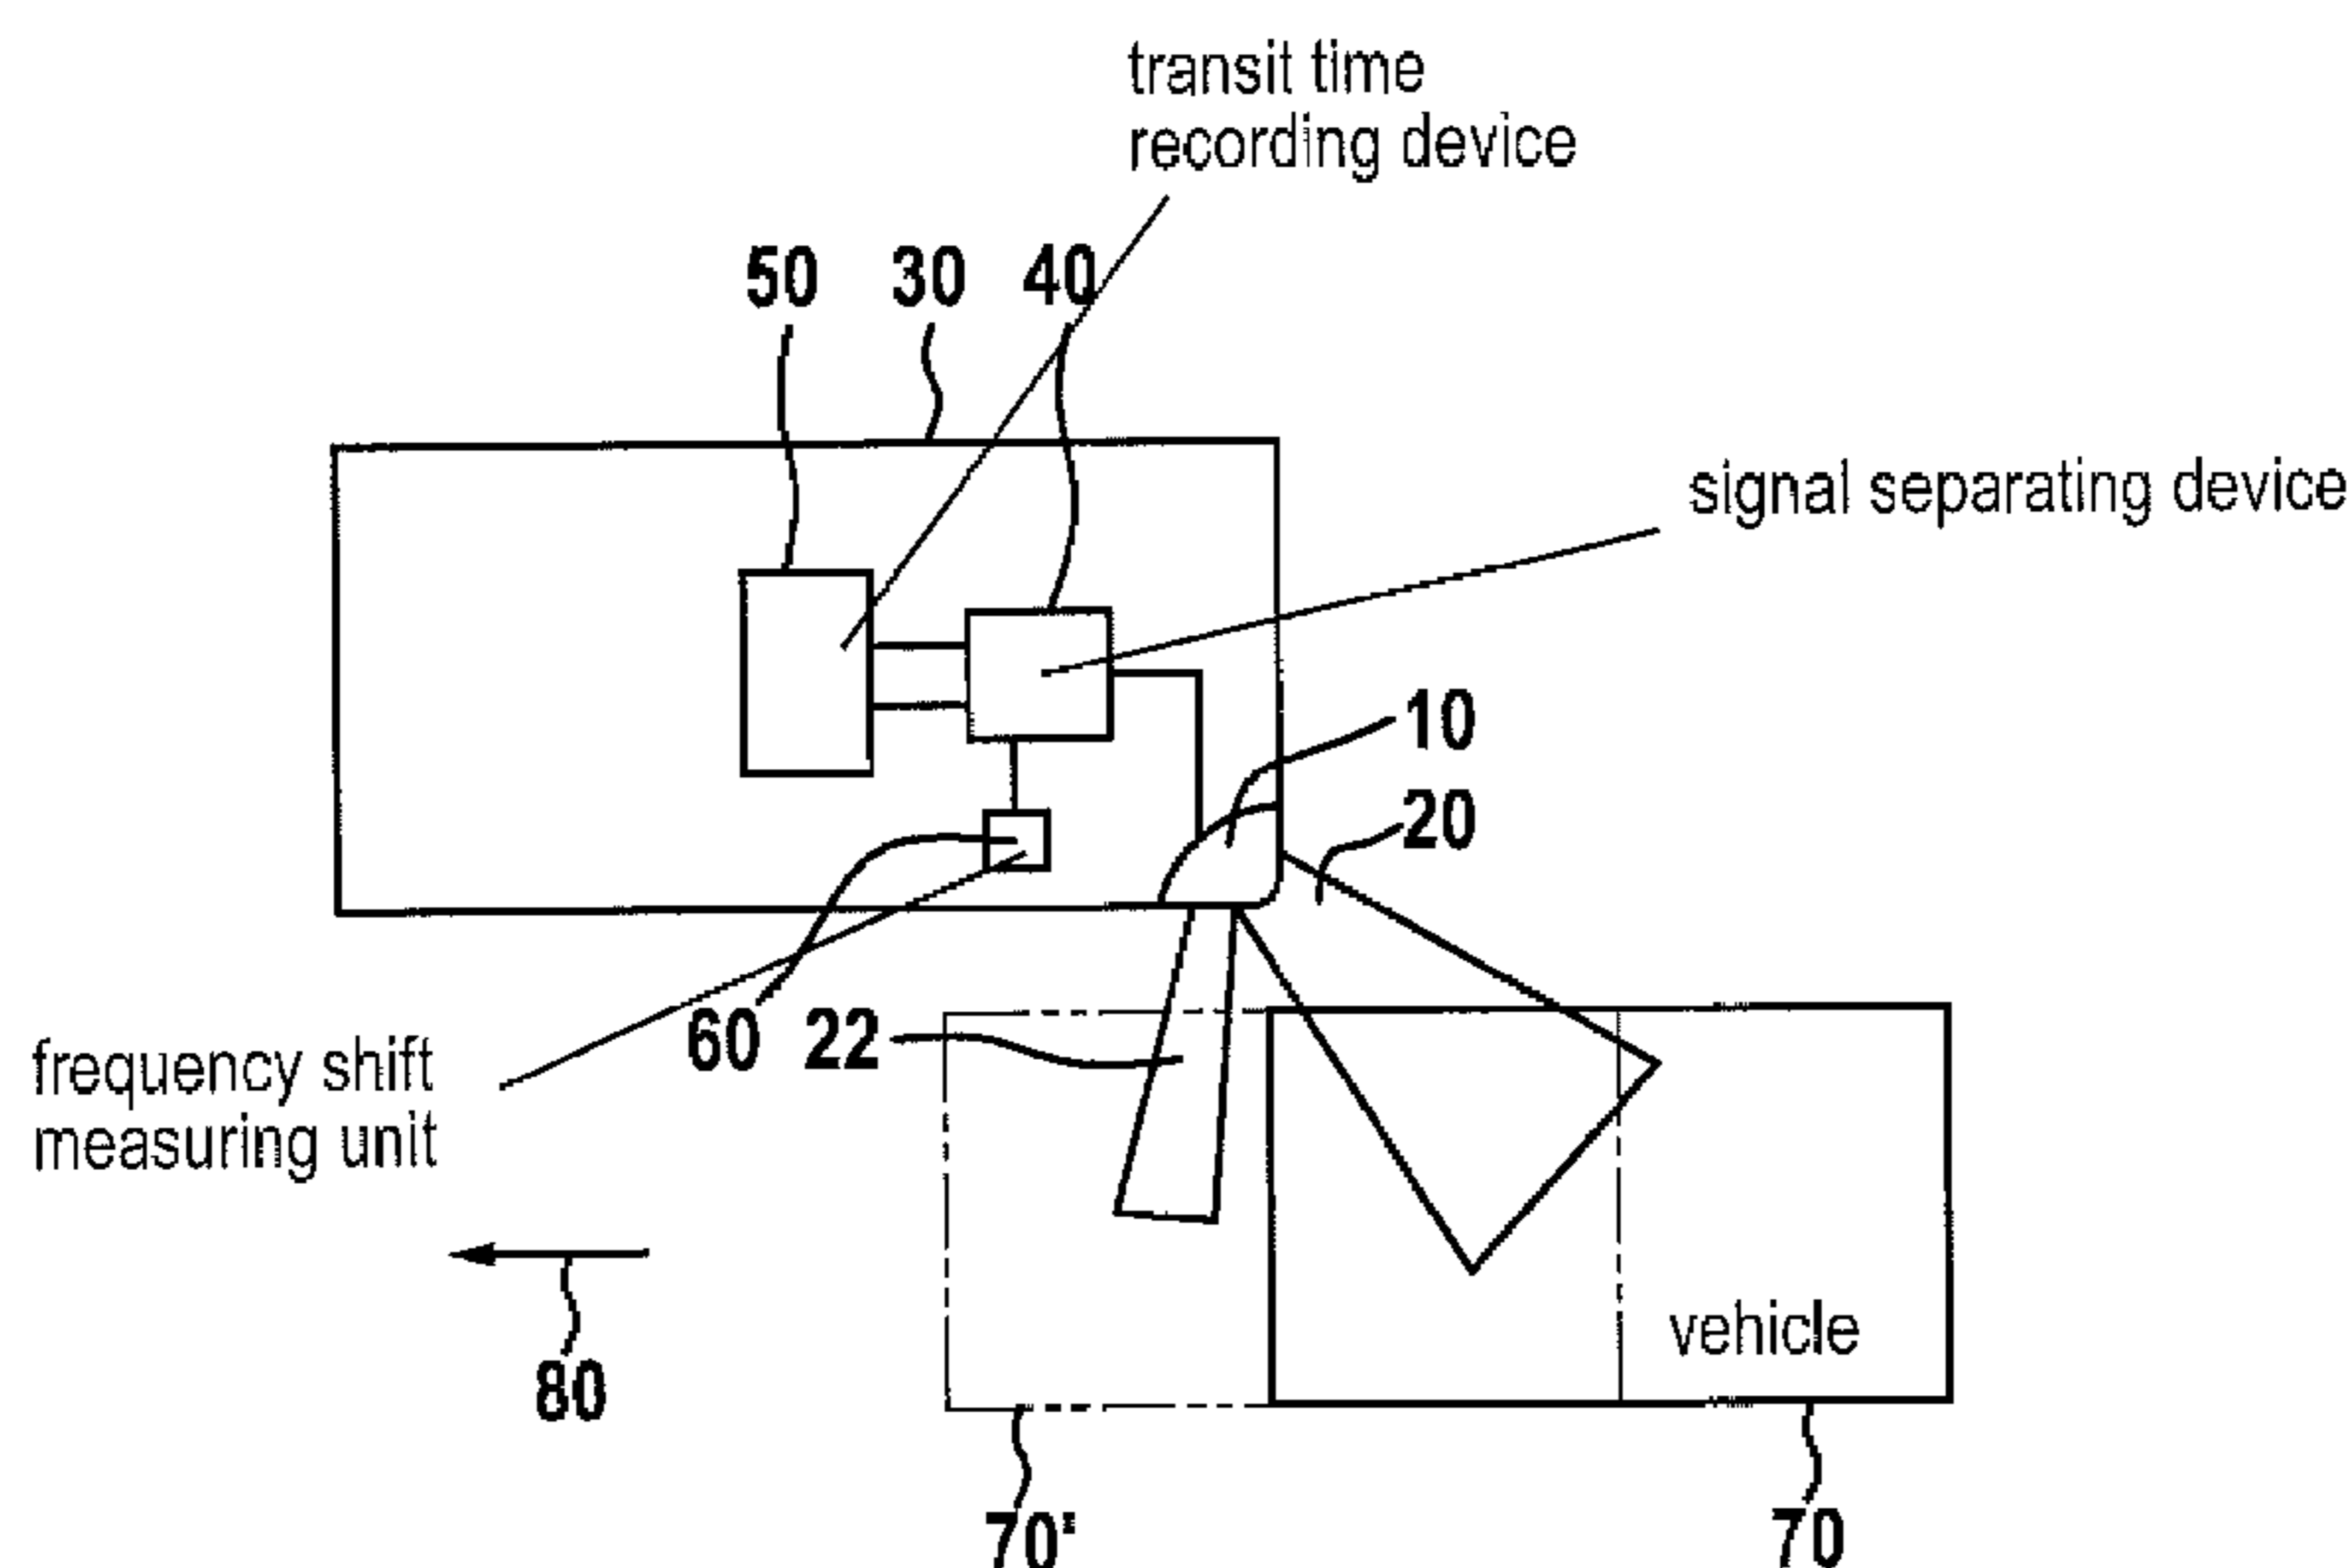 transit time
recording device
50 30 40
signal separating device
10
20
60 22
frequency shift
measuring unit
vehicle
80
70'
70